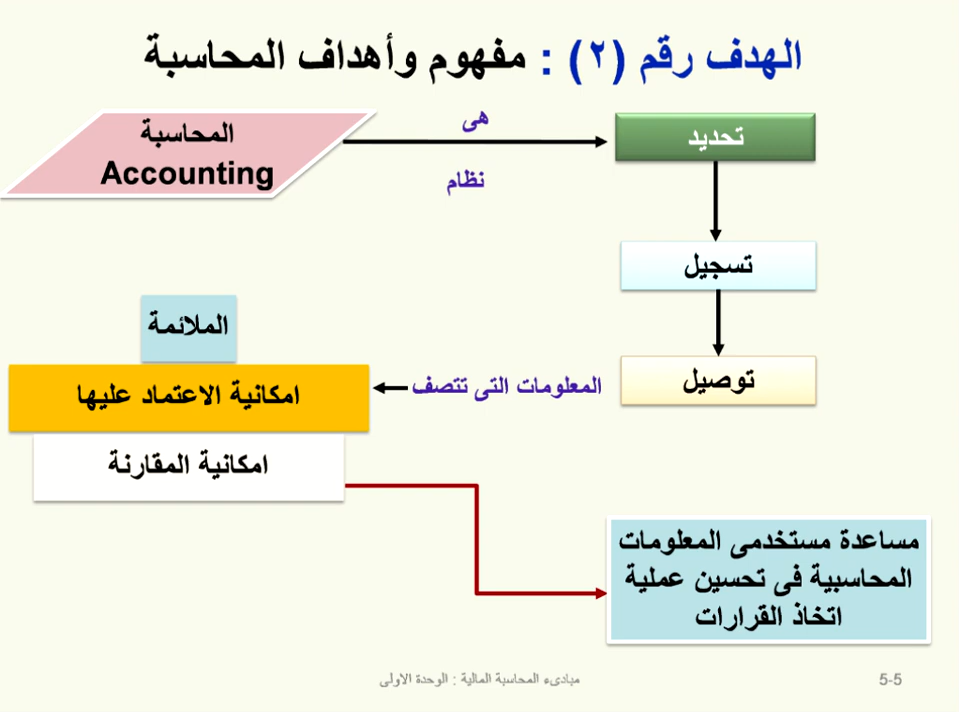 الهدف رقم (٢) : مفهوم وأهداف المحاسبة
المحاسبة
Accounting
هى
نظام
تحديد
تسجيل
توصيل
المعلومات التى تتصف
الملائمة
امكانية الاعتماد عليها
امكانية المقارنة
مساعدة مستخدمى المعلومات
المحاسبية فى تحسين عملية
اتخاذ القرارات
مبادىء المحاسبة المالية : الوحدة الاولى
5-5